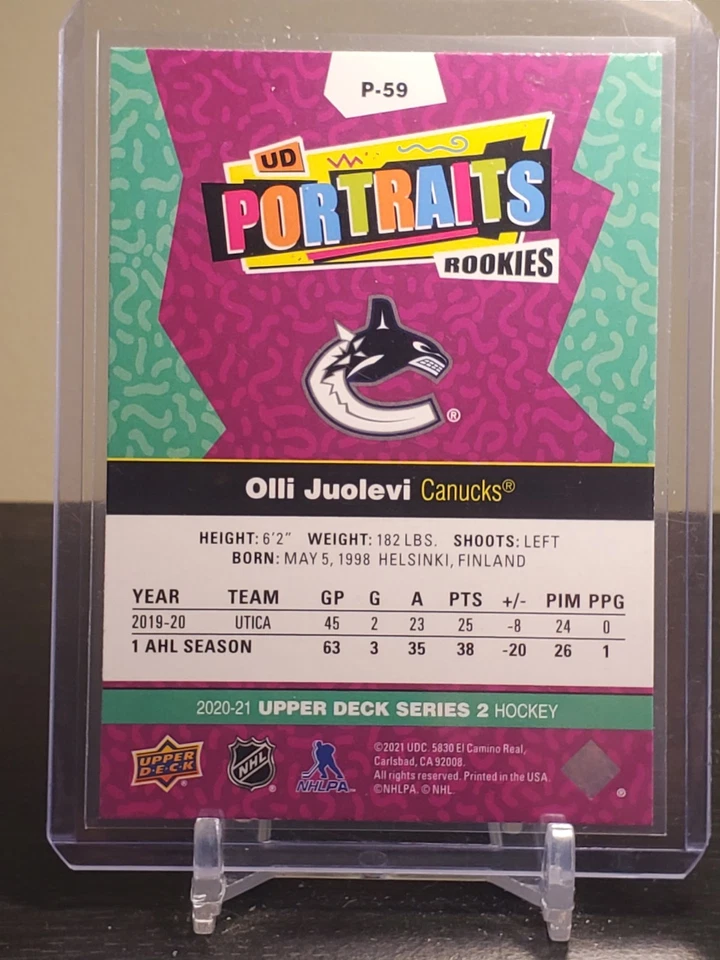 P-59
UD
PORTRAITS
ROOKIES
®
Olli Juolevi Canucks®
HEIGHT: 6'2" WEIGHT: 182 LBS. SHOOTS: LEFT
BORN: MAY 5, 1998 HELSINKI, FINLAND
YEAR TEAM GP G A PTS +/- PIM PPG
2019-20 UTICA 45 2 23 25 -8 24 0
1 AHL SEASON 63 3 35 38 -20 26 1
2020-21 UPPER DECK SERIES 2 HOCKEY
UPPER DECK ® NHL ® NHLPA
©2021 UDC. 5830 El Camino Real,
Carlsbad, CA 92008.
All rights reserved. Printed in the USA.
©NHLPA. © NHL.
®